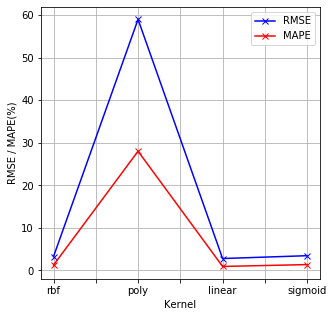 60
50
40
30
20
10
0
RMSE / MAPE(%)
RMSE
MAPE
rbf
poly
linear
sigmoid
Kernel